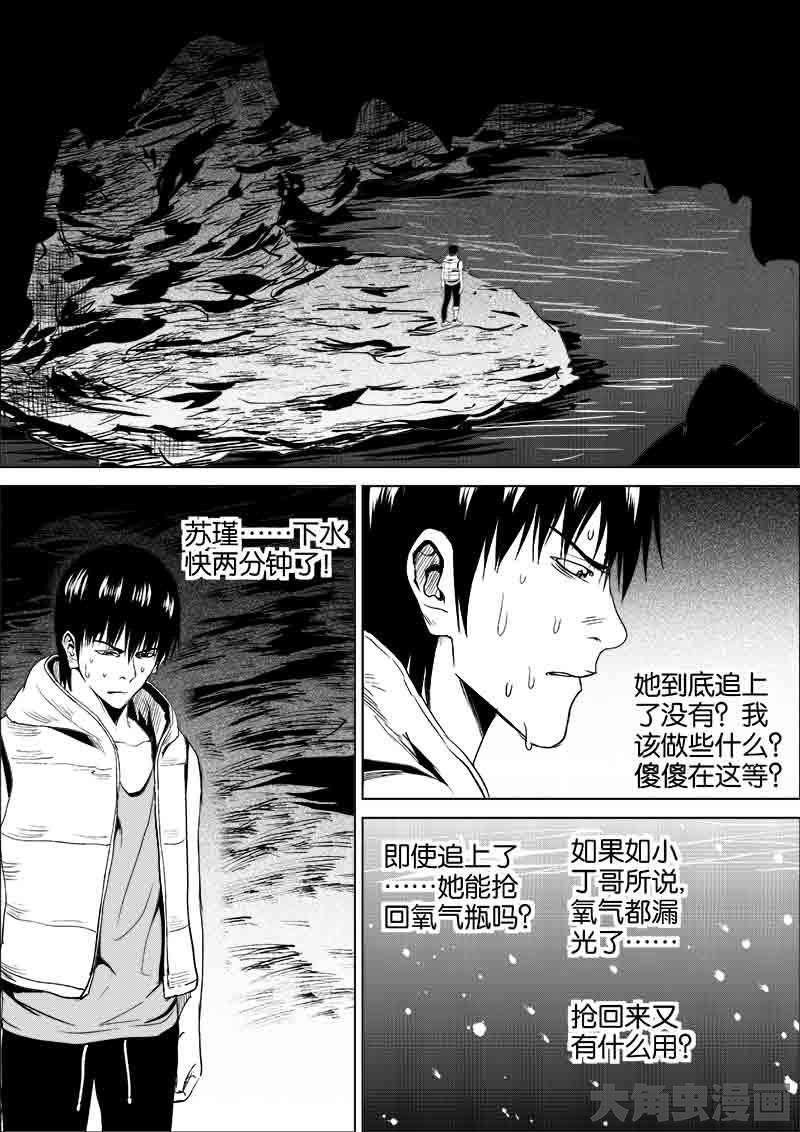 苏瑾……下水
快两分钟了！
她到底追上
了没有？我
该做些什么？
傻傻在这等？
即使追上了
……她能抢
回氧气瓶吗？
如果如小
丁哥所说，
氧气都漏
光了……
抢回来又
有什么用？
大角虫漫画